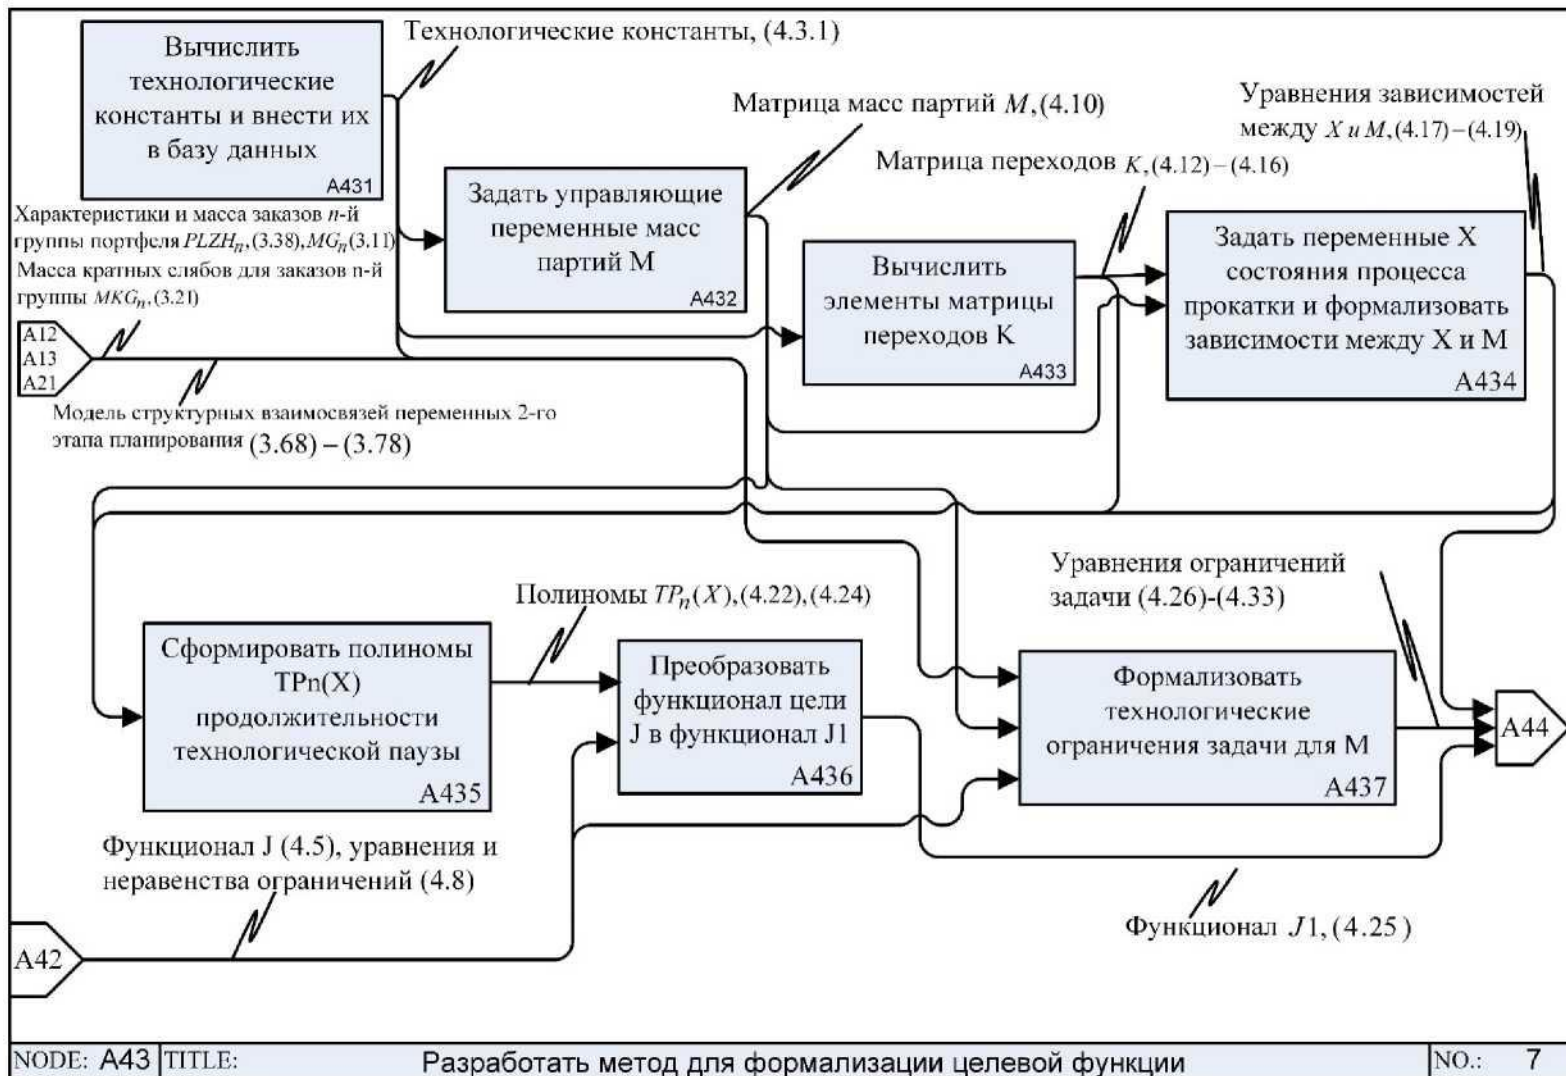 Вычислить
технологические
константы и внести их
в базу данных
A431
Технологические константы, (4.3.1)
Матрица масс партий M, (4.10)
Уравнения зависимостей
между X и M, (4.17) – (4.19)
Матрица переходов K, (4.12) – (4.16)
Задать управляющие
переменные масс
партий M
A432
Вычислить
элементы матрицы
переходов K
A433
Задать переменные X
состояния процесса
прокатки и формализовать
зависимости между X и M
A434
Характеристики и масса заказов n-й
группы портфеля PLZHn, (3.38), MGn (3.11)
Масса кратных слябов для заказов n-й
группы MKGn, (3.21)
A12
A13
A21
Модель структурных взаимосвязей переменных 2-го
этапа планирования (3.68) – (3.78)
Полиномы TPn(X), (4.22), (4.24)
Уравнения ограничений
задачи (4.26)-(4.33)
Сформировать полиномы
TPn(X)
продолжительности
технологической паузы
A435
Преобразовать
функционал цели
J в функционал J1
A436
Формализовать
технологические
ограничения задачи для M
A437
A44
Функционал J (4.5), уравнения и
неравенства ограничений (4.8)
Функционал J1, (4.25)
A42
NODE: A43 TITLE: Разработать метод для формализации целевой функции NO.: 7